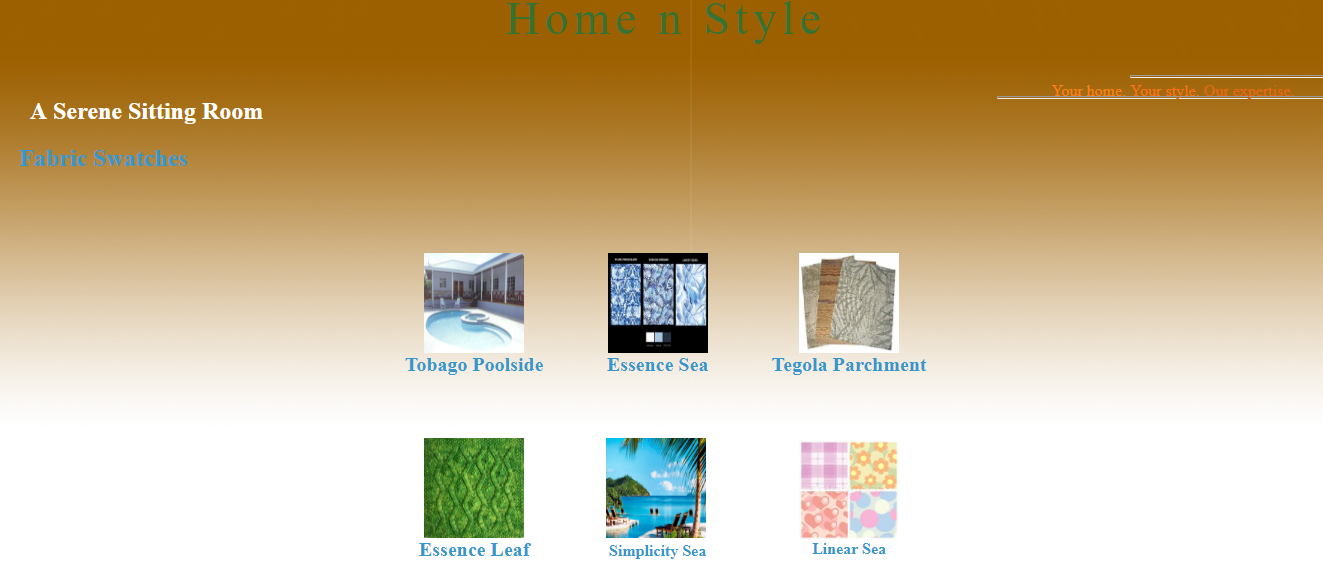 Home n Style
Your home. Your style. Our expertise.
A Serene Sitting Room
Fabric Swatches
Tobago Poolside
Essence Sea
Tegola Parchment
Essence Leaf
Simplicity Sea
Linear Sea